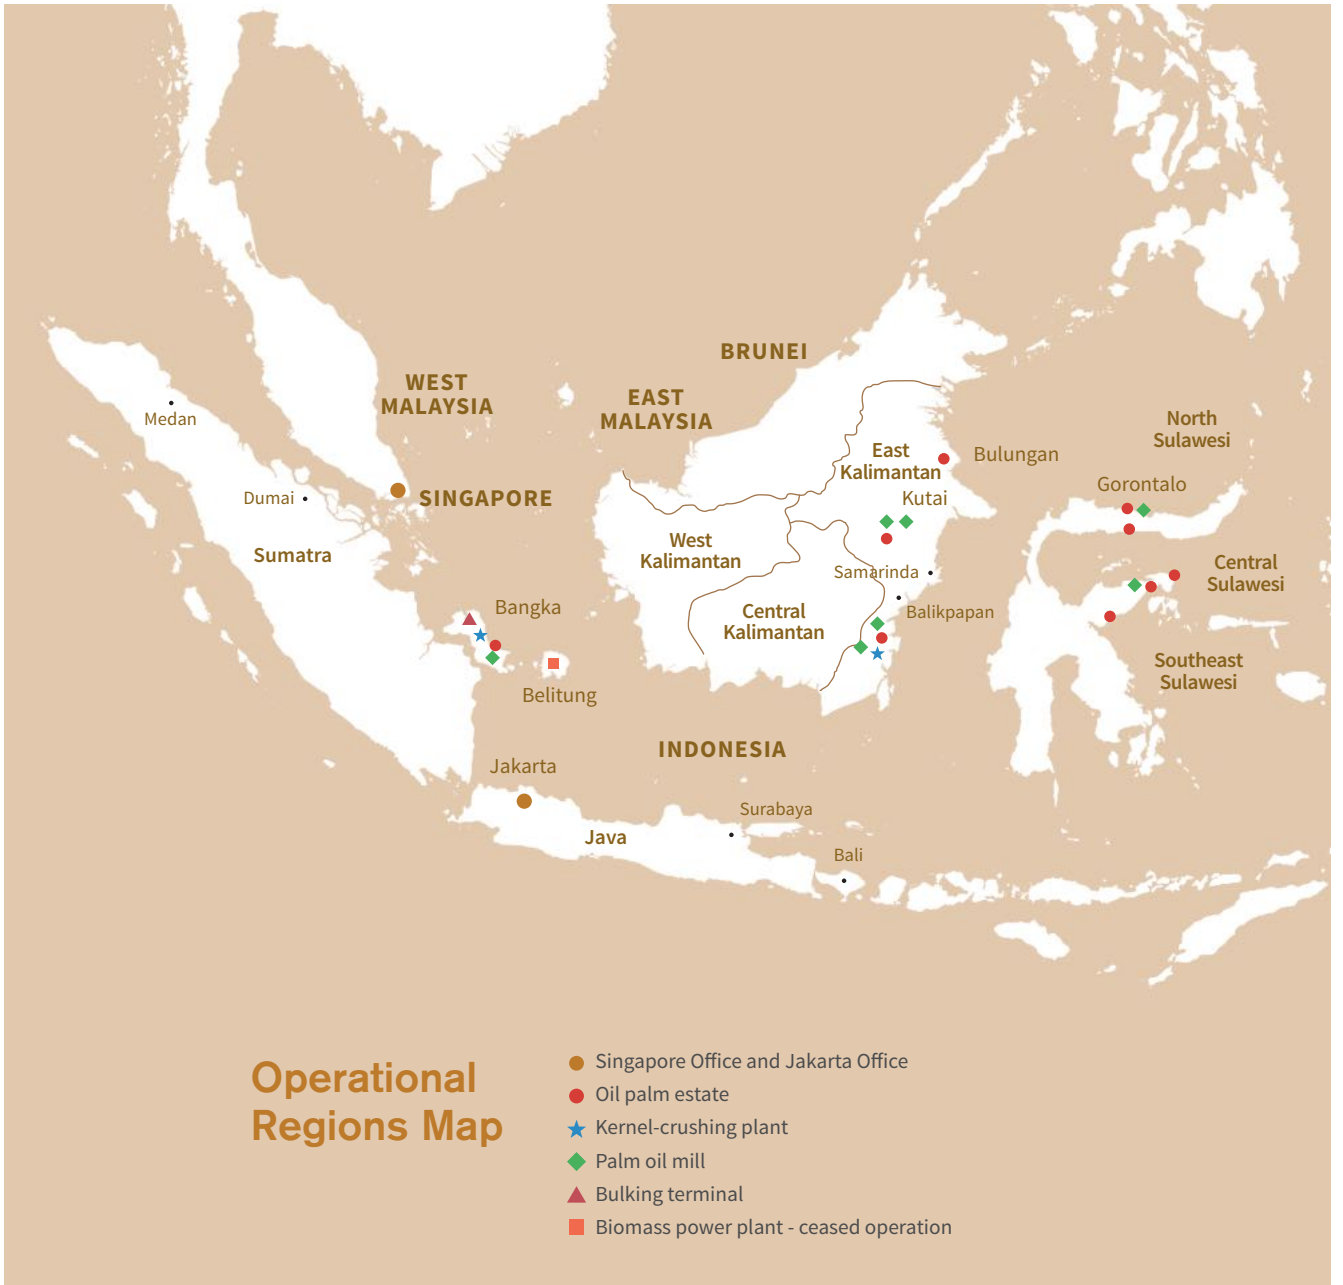 BRUNEI
WEST
MALAYSIA
EAST
MALAYSIA
Medan
North
Sulawesi
East
Kalimantan
Bulungan
Gorontalo
Dumai
SINGAPORE
Kutai
Sumatra
West
Kalimantan
Central
Sulawesi
Samarinda
Bangka
Central
Kalimantan
Balikpapan
Southeast
Sulawesi
Belitung
INDONESIA
Jakarta
Surabaya
Java
Bali
Operational
Regions Map
Singapore Office and Jakarta Office
Oil palm estate
Kernel-crushing plant
Palm oil mill
Bulking terminal
Biomass power plant - ceased operation